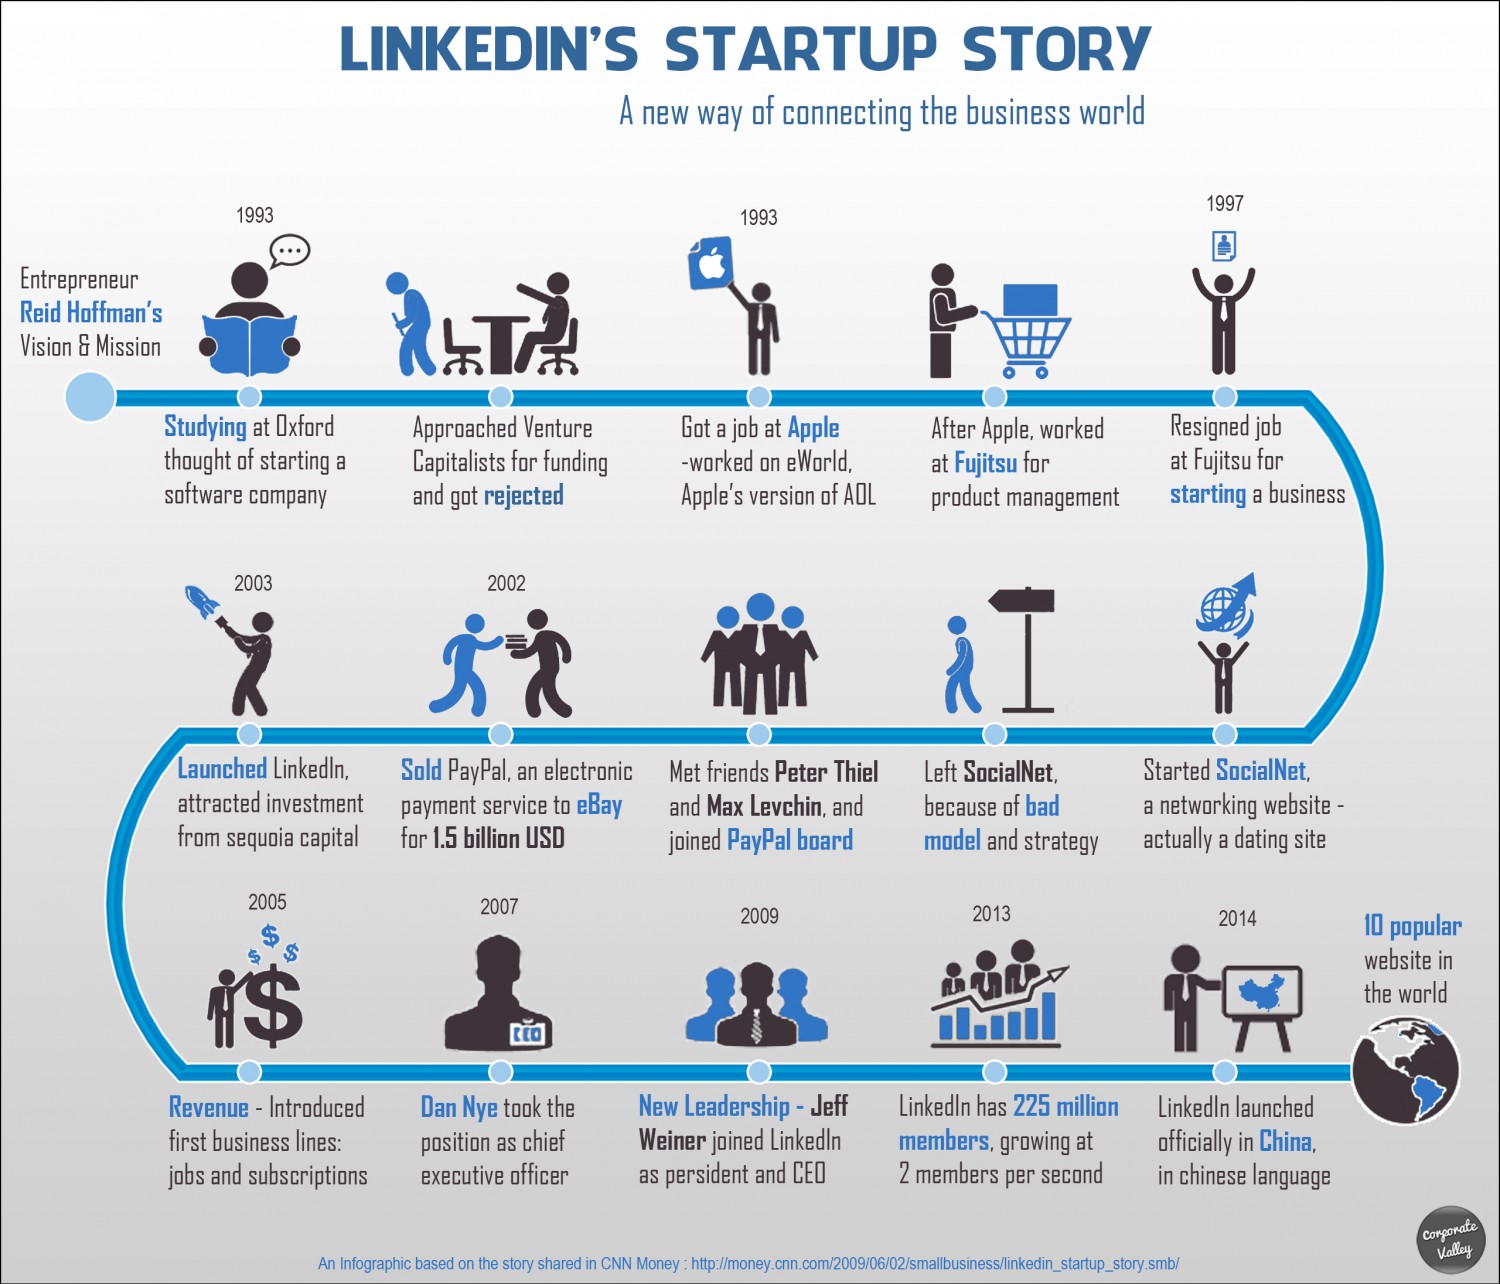 LINKEDIN'S STARTUP STORY
A new way of connecting the business world
Entrepreneur
Reid Hoffman's
Vision & Mission
1993
Studying at Oxford
thought of starting a
software company
Approached Venture
Capitalists for funding
and got rejected
1993
Got a job at Apple
-worked on eWorld,
Apple's version of AOL
After Apple, worked
at Fujitsu for
product management
1997
Resigned job
at Fujitsu for
starting a business
Started SocialNet,
a networking website -
actually a dating site
Left SocialNet,
because of bad
model and strategy
Met friends Peter Thiel
and Max Levchin, and
joined PayPal board
2002
Sold PayPal, an electronic
payment service to eBay
for 1.5 billion USD
2003
Launched LinkedIn,
attracted investment
from sequoia capital
2005
Revenue - Introduced
first business lines:
jobs and subscriptions
2007
CEO
Dan Nye took the
position as chief
executive officer
2009
New Leadership - Jeff
Weiner joined LinkedIn
as persident and CEO
2013
LinkedIn has 225 million
members, growing at
2 members per second
2014
LinkedIn launched
officially in China,
in chinese language
10 popular
website in
the world
Corporate
Valley
An Infographic based on the story shared in CNN Money : http://money.cnn.com/2009/06/02/smallbusiness/linkedin_startup_story.smb/